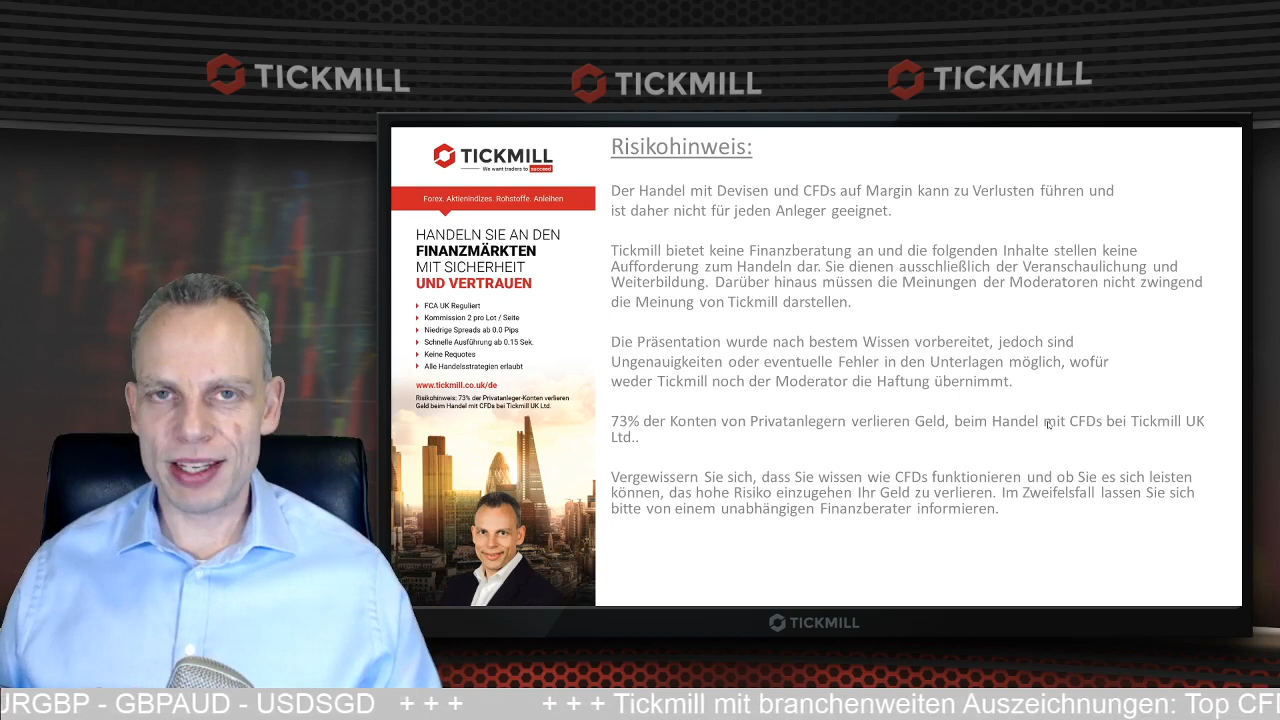 TICKMILL
TICKMILL
TICKMILL
TICKMILL
We want traders to succeed
Forex. Aktienindizes. Rohstoffe. Anleihen
HANDELN SIE AN DEN
FINANZMÄRKTEN
MIT SICHERHEIT
UND VERTRAUEN
FCA UK Reguliert
Kommission 2 pro Lot / Seite
Niedrige Spreads ab 0.0 Pips
Schnelle Ausführung ab 0.15 Sek.
Keine Requotes
Alle Handelsstrategien erlaubt
www.tickmill.co.uk/de
Risikohinweis: 73% der Privatanleger-Konten verlieren
Geld beim Handel mit CFDs bei Tickmill UK Ltd.
Risikohinweis:
Der Handel mit Devisen und CFDs auf Margin kann zu Verlusten führen und
ist daher nicht für jeden Anleger geeignet.
Tickmill bietet keine Finanzberatung an und die folgenden Inhalte stellen keine
Aufforderung zum Handeln dar. Sie dienen ausschließlich der Veranschaulichung und
Weiterbildung. Darüber hinaus müssen die Meinungen der Moderatoren nicht zwingend
die Meinung von Tickmill darstellen.
Die Präsentation wurde nach bestem Wissen vorbereitet, jedoch sind
Ungenauigkeiten oder eventuelle Fehler in den Unterlagen möglich, wofür
weder Tickmill noch der Moderator die Haftung übernimmt.
73% der Konten von Privatanlegern verlieren Geld, beim Handel mit CFDs bei Tickmill UK
Ltd..
Vergewissern Sie sich, dass Sie wissen wie CFDs funktionieren und ob Sie es sich leisten
können, das hohe Risiko einzugehen Ihr Geld zu verlieren. Im Zweifelsfall lassen Sie sich
bitte von einem unabhängigen Finanzberater informieren.
TICKMILL
URGBP - GBPAUD - USDSGD + + + + + + Tickmill mit branchenweiten Auszeichnungen: Top CF